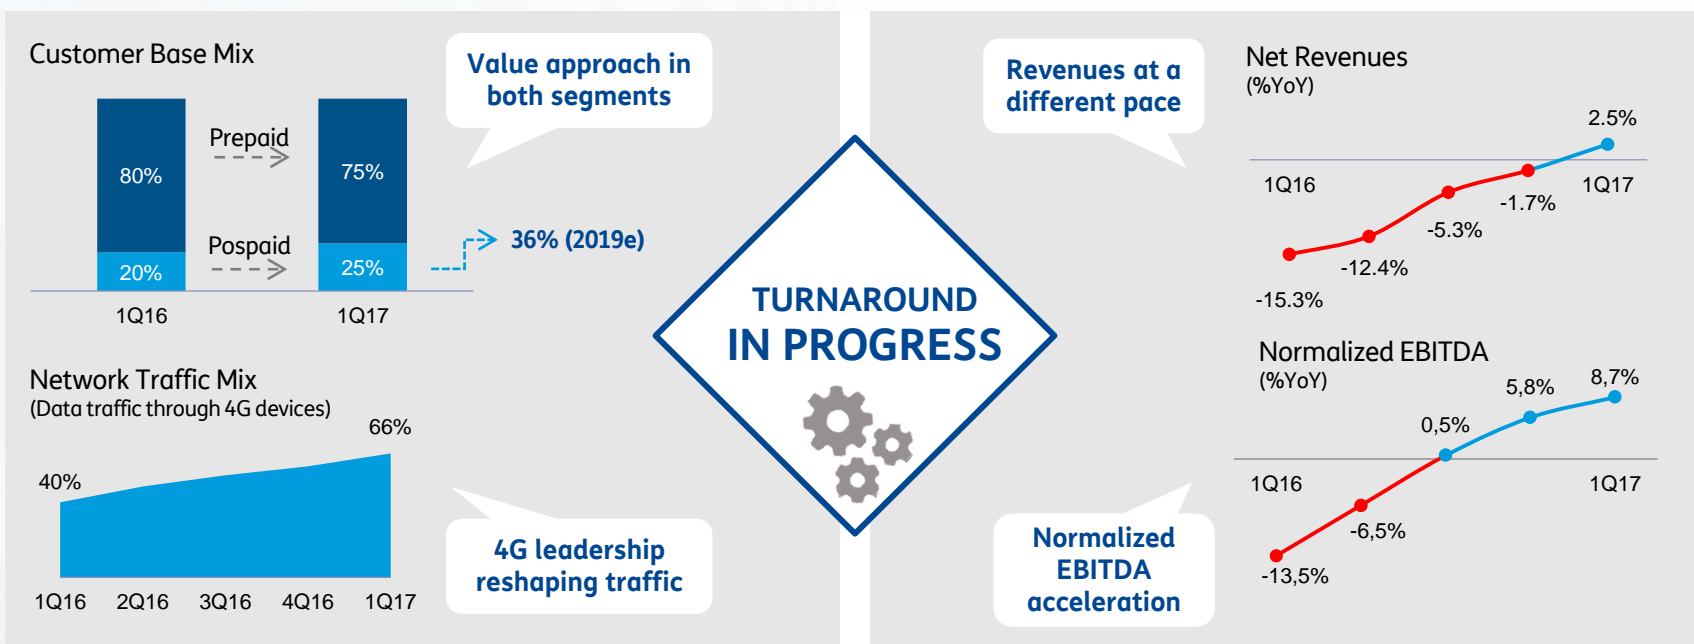 Customer Base Mix
Value approach in
both segments
80%
Prepaid
75%
20%
Pospaid
25%
36% (2019e)
1Q16
1Q17
Network Traffic Mix
(Data traffic through 4G devices)
40%
66%
1Q16
2Q16
3Q16
4Q16
1Q17
4G leadership
reshaping traffic
TURNAROUND
IN PROGRESS
Revenues at a
different pace
Net Revenues
(%YoY)
2.5%
1Q16
1Q17
-1.7%
-5.3%
-12.4%
-15.3%
Normalized EBITDA
(%YoY)
8,7%
5,8%
0,5%
1Q16
1Q17
-6,5%
-13,5%
Normalized
EBITDA
acceleration